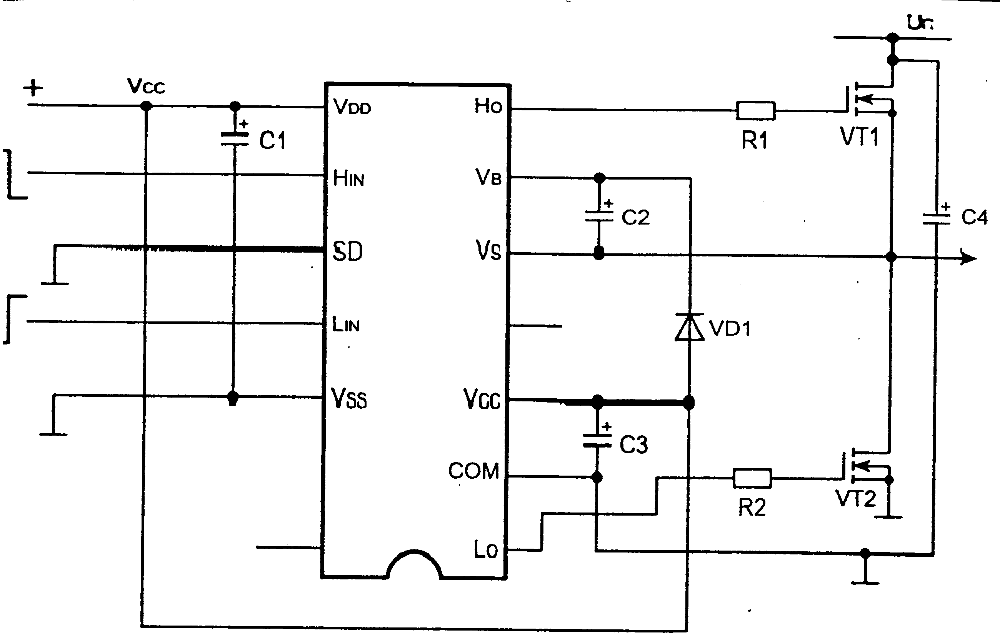 Uп.
+ VCC
VDD HO
+ C1
R1 VT1
HIN VB
+ C2
+ C4
SD VS
LIN VD1
VSS VCC
+ C3
COM
R2 VT2
LO